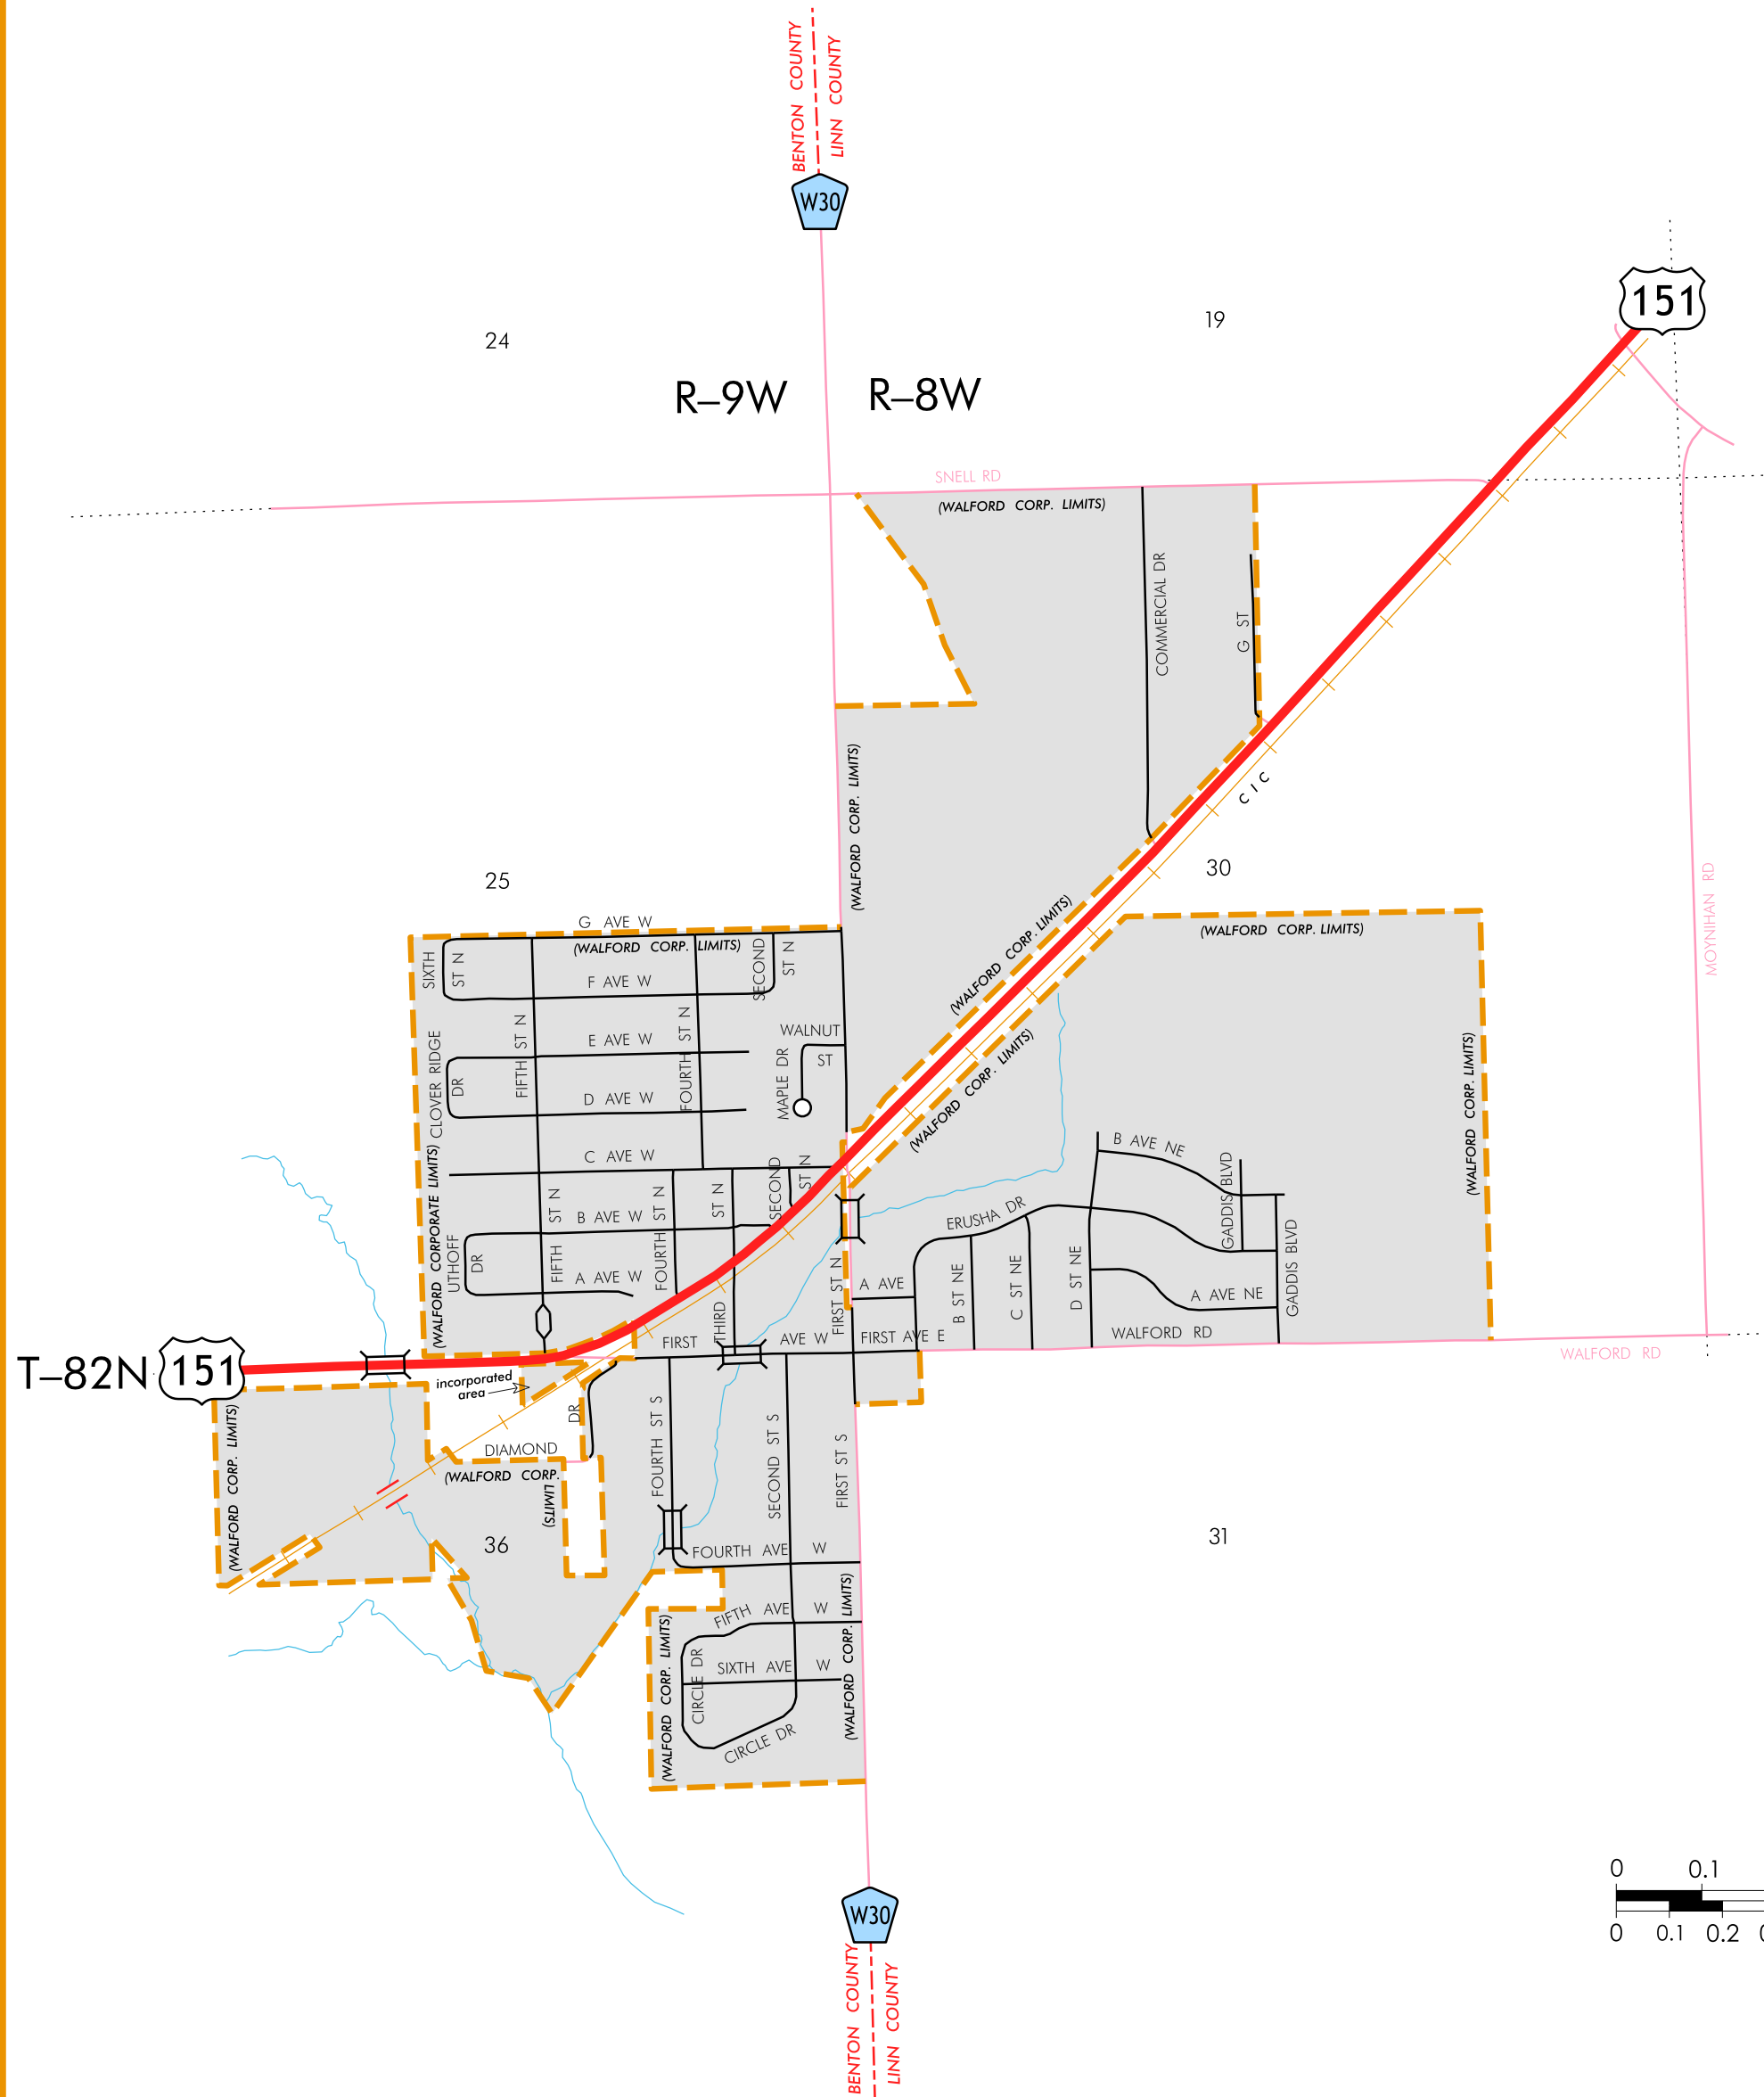 BENTON COUNTY
LINN COUNTY
W30
151
24
19
R–9W
R–8W
SNELL RD
(WALFORD CORP. LIMITS)
COMMERCIAL DR
G ST
(WALFORD CORP. LIMITS)
C I C
25
30
MOYNIHAN RD
G AVE W
(WALFORD CORP. LIMITS)
(WALFORD CORP. LIMITS)
(WALFORD CORP. LIMITS)
(WALFORD CORP. LIMITS)
(WALFORD CORP. LIMITS)
SIXTH
ST N
SECOND
ST N
F AVE W
FIFTH ST N
FOURTH ST N
E AVE W
WALNUT
ST
MAPLE DR
CLOVER RIDGE
DR
D AVE W
C AVE W
(WALFORD CORPORATE LIMITS)
ST N
ST N
ST N
SECOND
ST N
B AVE W
UTHOFF
DR
FIFTH
FOURTH
A AVE W
THIRD
FIRST ST N
B AVE NE
GADDIS BLVD
ERUSHA DR
A AVE
B ST NE
C ST NE
D ST NE
A AVE NE
GADDIS BLVD
FIRST
AVE W
FIRST AVE E
WALFORD RD
WALFORD RD
T–82N
151
incorporated
area
(WALFORD CORP. LIMITS)
DR
DIAMOND
(WALFORD CORP.
LIMITS)
FOURTH ST S
SECOND ST S
FIRST ST S
36
31
FOURTH AVE W
FIFTH AVE W
(WALFORD CORP. LIMITS)
(WALFORD CORP. LIMITS)
CIRCLE DR
SIXTH AVE W
CIRCLE DR
0
0.1
W30
0
0.1
0.2
BENTON COUNTY
LINN COUNTY